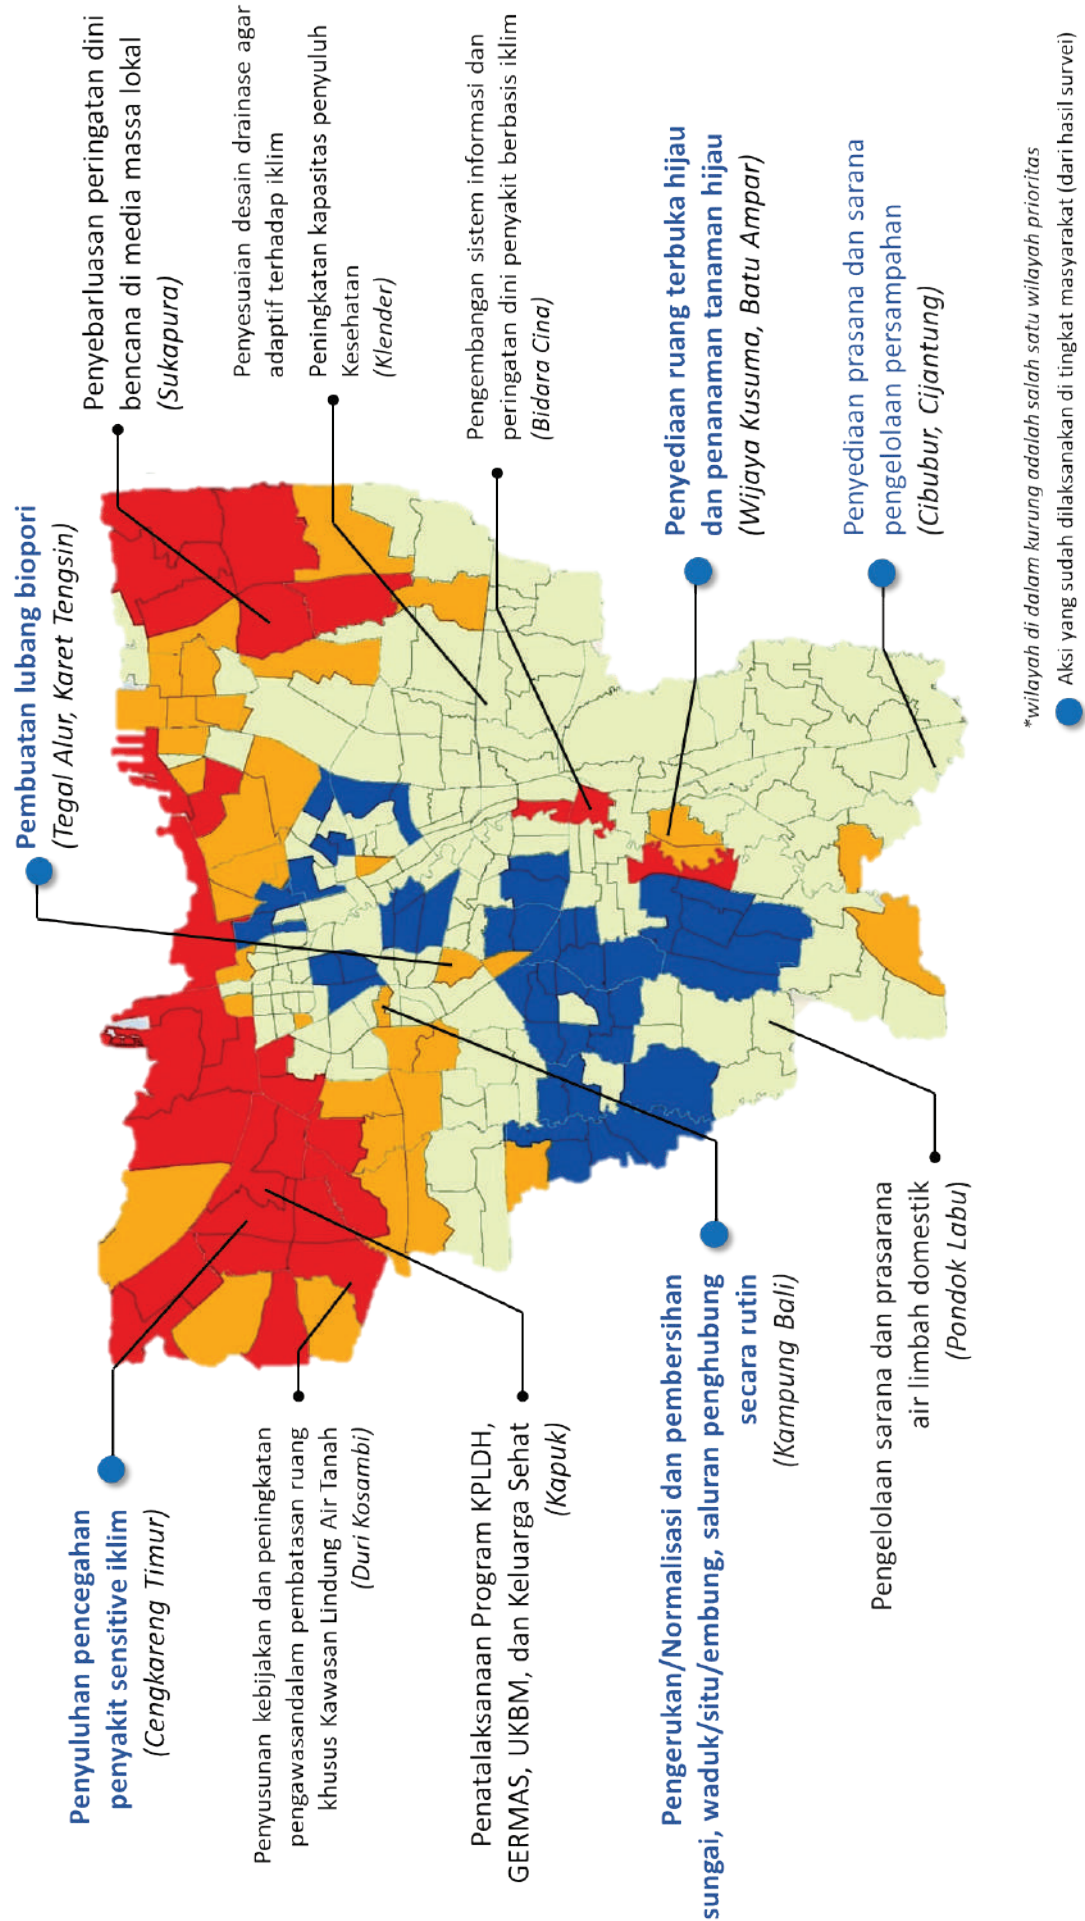 Pembuatan lubang biopori
(Tegal Alur, Karet Tengsin)
Penyuluhan pencegahan
penyakit sensitive iklim
(Cengkareng Timur)
Penyusunan kebijakan dan peningkatan
pengawasandalam pembatasan ruang
khusus Kawasan Lindung Air Tanah
(Duri Kosambi)
Penatalaksanaan Program KPLDH,
GERMAS, UKBM, dan Keluarga Sehat
(Kapuk)
Pengerukan/Normalisasi dan pembersihan
sungai, waduk/situ/embung, saluran penghubung
secara rutin
(Kampung Bali)
Pengelolaan sarana dan prasarana
air limbah domestik
(Pondok Labu)
Penyebarluasan peringatan dini
bencana di media massa lokal
(Sukapura)
Penyesuaian desain drainase agar
adaptif terhadap iklim
Peningkatan kapasitas penyuluh
Kesehatan
(Klender)
Pengembangan sistem informasi dan
peringatan dini penyakit berbasis iklim
(Bidara Cina)
Penyediaan ruang terbuka hijau
dan penanaman tanaman hijau
(Wijaya Kusuma, Batu Ampar)
Penyediaan prasana dan sarana
pengelolaan persampahan
(Cibubur, Cijantung)
*wilayah di dalam kurung adalah salah satu wilayah prioritas
Aksi yang sudah dilaksanakan di tingkat masyarakat (dari hasil survei)